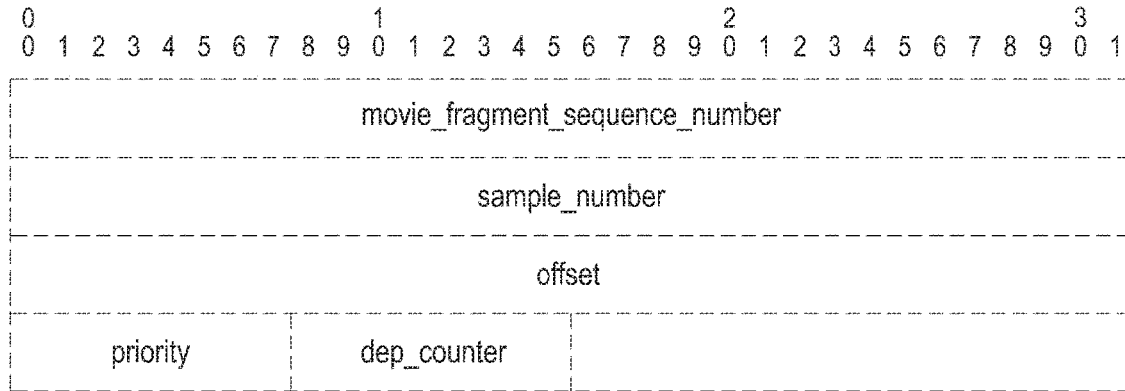 0 1 2 3
0 1 2 3 4 5 6 7 8 9 0 1 2 3 4 5 6 7 8 9 0 1 2 3 4 5 6 7 8 9 0 1
movie_fragment_sequence_number
sample_number
offset
priority dep_counter